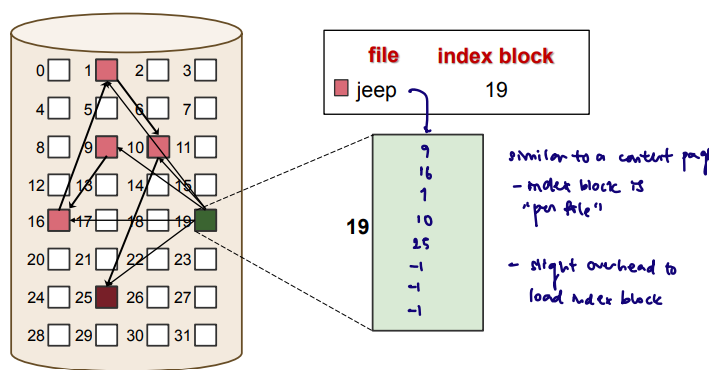 file index block
jeep 19
0 1 2 3
4 5 6 7
8 9 10 11
12 13 14 15
16 17 18 19
20 21 22 23
24 25 26 27
28 29 30 31
19
9
16
1
10
25
-1
-1
-1
similar to a content pag
- index block is
"per file"
- slight overhead to
load index block